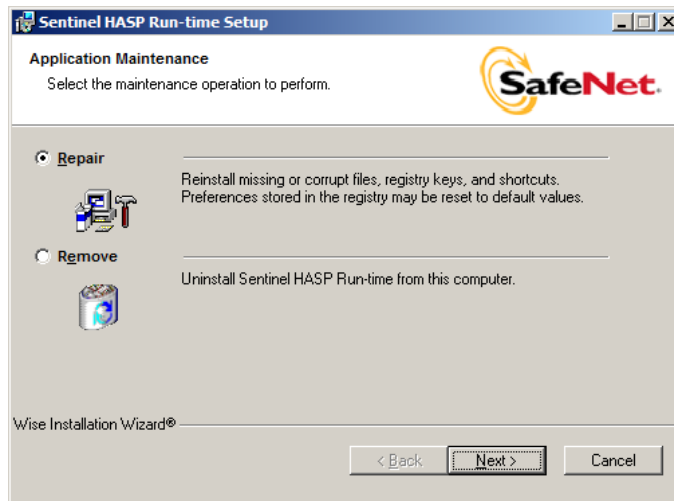 Sentinel HASP Run-time Setup
Application Maintenance
Select the maintenance operation to perform.
SafeNet.
Repair
Reinstall missing or corrupt files, registry keys, and shortcuts.
Preferences stored in the registry may be reset to default values.
Remove
Uninstall Sentinel HASP Run-time from this computer.
Wise Installation Wizard®
< Back
Next >
Cancel